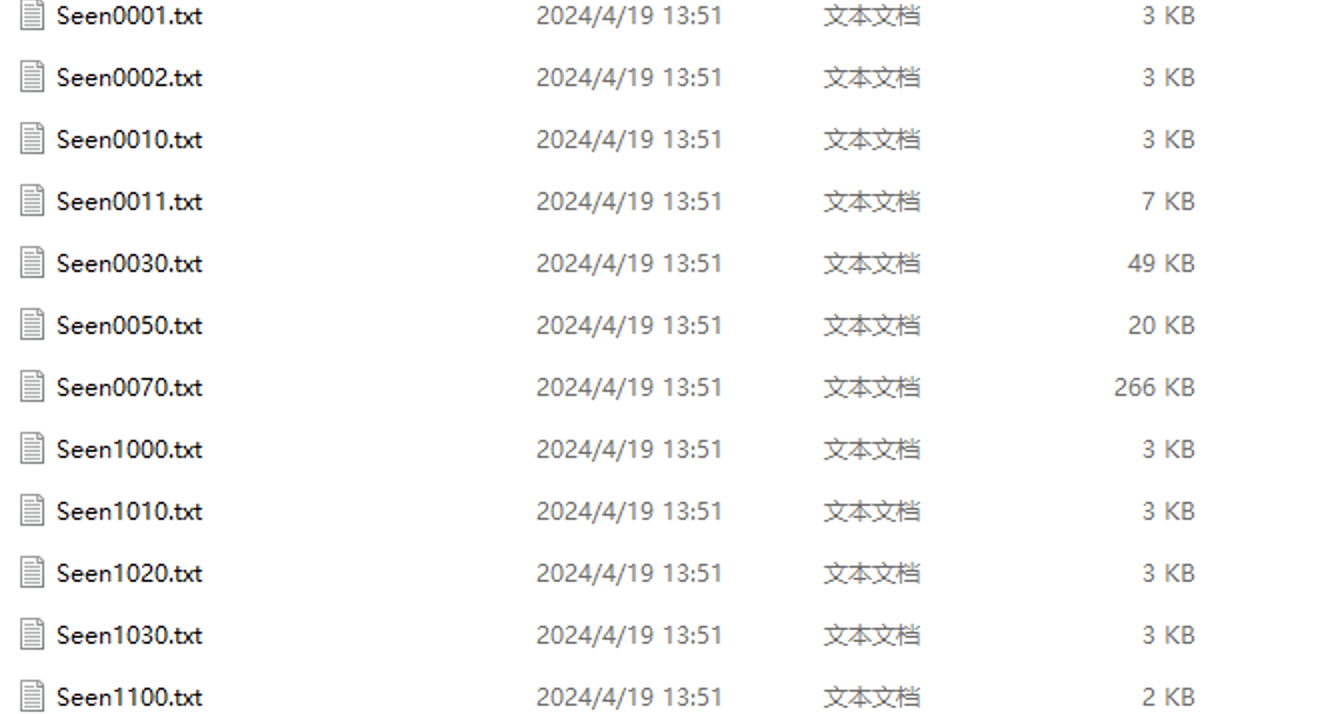 Seen0001.txt 2024/4/19 13:51 文本文档 3 KB
Seen0002.txt 2024/4/19 13:51 文本文档 3 KB
Seen0010.txt 2024/4/19 13:51 文本文档 3 KB
Seen0011.txt 2024/4/19 13:51 文本文档 7 KB
Seen0030.txt 2024/4/19 13:51 文本文档 49 KB
Seen0050.txt 2024/4/19 13:51 文本文档 20 KB
Seen0070.txt 2024/4/19 13:51 文本文档 266 KB
Seen1000.txt 2024/4/19 13:51 文本文档 3 KB
Seen1010.txt 2024/4/19 13:51 文本文档 3 KB
Seen1020.txt 2024/4/19 13:51 文本文档 3 KB
Seen1030.txt 2024/4/19 13:51 文本文档 3 KB
Seen1100.txt 2024/4/19 13:51 文本文档 2 KB